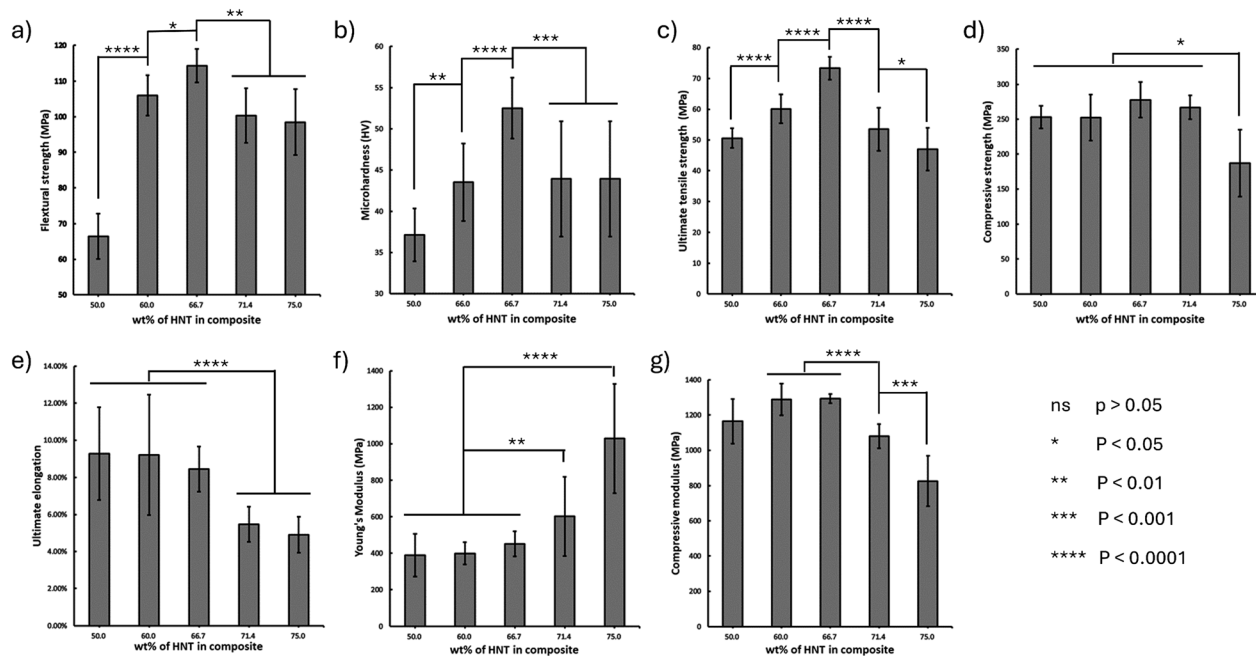 a)
****
*
**
Flextural strength (MPa)
120
110
100
90
80
70
60
50
50.0 60.0 66.7 71.4 75.0
wt% of HNT in composite
b)
**
****
***
Microhardness (HV)
60
55
50
45
40
35
30
50.0 66.0 66.7 71.4 75.0
wt% of HNT in composite
c)
****
****
****
*
Ultimate tensile strength (MPa)
80
70
60
50
40
30
20
10
0
50.0 66.0 66.7 71.4 75.0
wt% of HNT in composite
d)
*
Compressive strength (MPa)
350
300
250
200
150
100
50
0
50.0 60.0 66.7 71.4 75.0
wt% of HNT in composite
e)
****
Ultimate elongation
14.00%
12.00%
10.00%
8.00%
6.00%
4.00%
2.00%
0.00%
50.0 60.0 66.7 71.4 75.0
wt% of HNT in composite
f)
****
**
Young's Modulus (MPa)
1400
1200
1000
800
600
400
200
0
50.0 60.0 66.7 71.4 75.0
wt% of HNT in composite
g)
****
***
Compressive modulus (MPa)
1400
1200
1000
800
600
400
200
0
50.0 60.0 66.7 71.4 75.0
wt% of HNT in composite
ns p > 0.05
* P < 0.05
** P < 0.01
*** P < 0.001
**** P < 0.0001